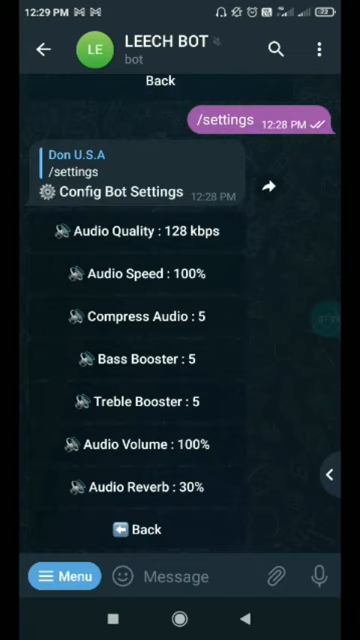 12:29 PM
72
LE
LEECH BOT
bot
Back
/settings 12:28 PM
Don U.S.A
/settings
Config Bot Settings 12:28 PM
Audio Quality : 128 kbps
Audio Speed : 100%
Compress Audio : 5
Bass Booster : 5
Treble Booster : 5
Audio Volume : 100%
Audio Reverb : 30%
Back
Menu
Message